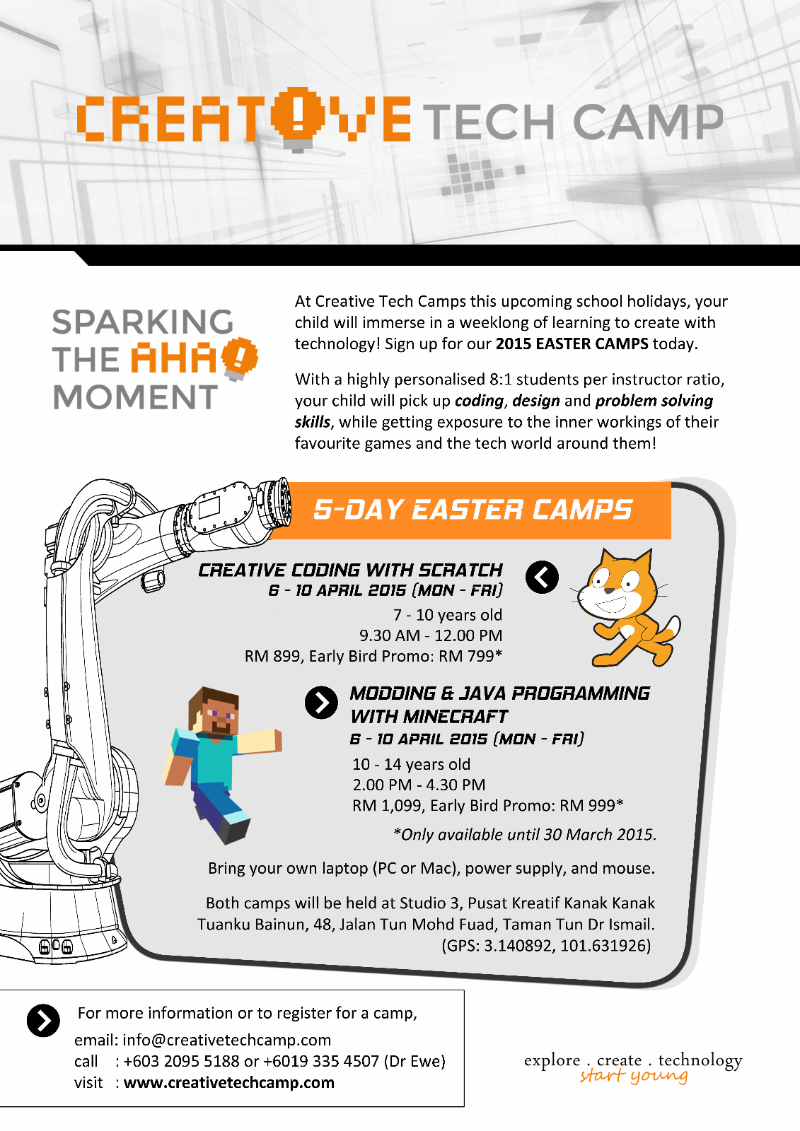 CREAT!VE TECH CAMP
SPARKING
THE AHA!
MOMENT
At Creative Tech Camps this upcoming school holidays, your
child will immerse in a weeklong of learning to create with
technology! Sign up for our 2015 EASTER CAMPS today.
With a highly personalised 8:1 students per instructor ratio,
your child will pick up coding, design and problem solving
skills, while getting exposure to the inner workings of their
favourite games and the tech world around them!
5-DAY EASTER CAMPS
CREATIVE CODING WITH SCRATCH
6 - 10 APRIL 2015 (MON - FRI)
7 - 10 years old
9.30 AM - 12.00 PM
RM 899, Early Bird Promo: RM 799*
MODDING & JAVA PROGRAMMING
WITH MINECRAFT
6 - 10 APRIL 2015 (MON - FRI)
10 - 14 years old
2.00 PM - 4.30 PM
RM 1,099, Early Bird Promo: RM 999*
*Only available until 30 March 2015.
Bring your own laptop (PC or Mac), power supply, and mouse.
Both camps will be held at Studio 3, Pusat Kreatif Kanak Kanak
Tuanku Bainun, 48, Jalan Tun Mohd Fuad, Taman Tun Dr Ismail.
(GPS: 3.140892, 101.631926)
For more information or to register for a camp,
email: info@creativetechcamp.com
call : +603 2095 5188 or +6019 335 4507 (Dr Ewe)
visit : www.creativetechcamp.com
explore . create . technology
start young